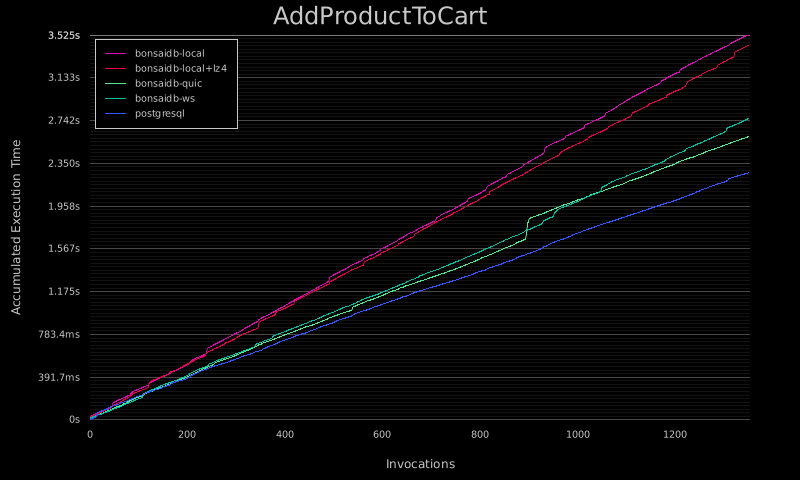 AddProductToCart
3.525s
3.133s
2.742s
2.350s
1.958s
1.567s
1.175s
783.4ms
391.7ms
0s
bonsaidb-local
bonsaidb-local+lz4
bonsaidb-quic
bonsaidb-ws
postgresql
Accumulated Execution Time
0 200 400 600 800 1000 1200
Invocations